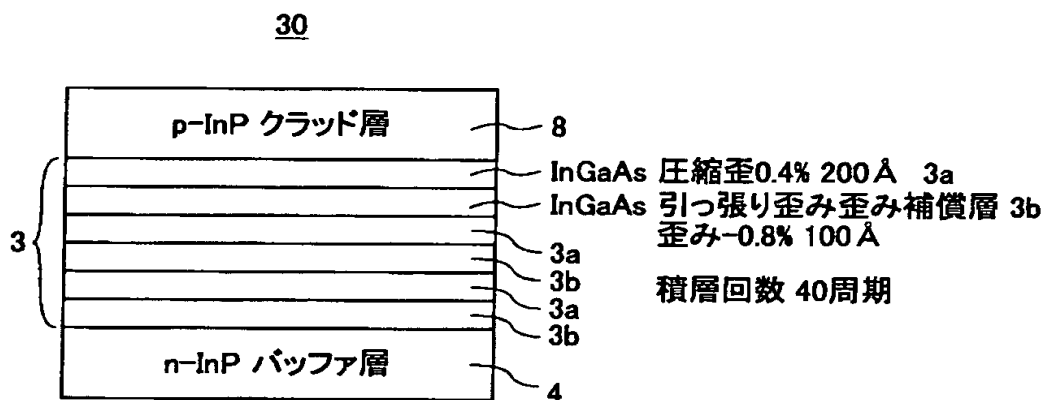 30
p-InP クラッド層
8
InGaAs 圧縮歪0.4% 200Å 3a
InGaAs 引っ張り歪み歪み補償層 3b
歪み-0.8% 100Å
3
3a
3b
3a
3b
積層回数 40周期
n-InP バッファ層
4